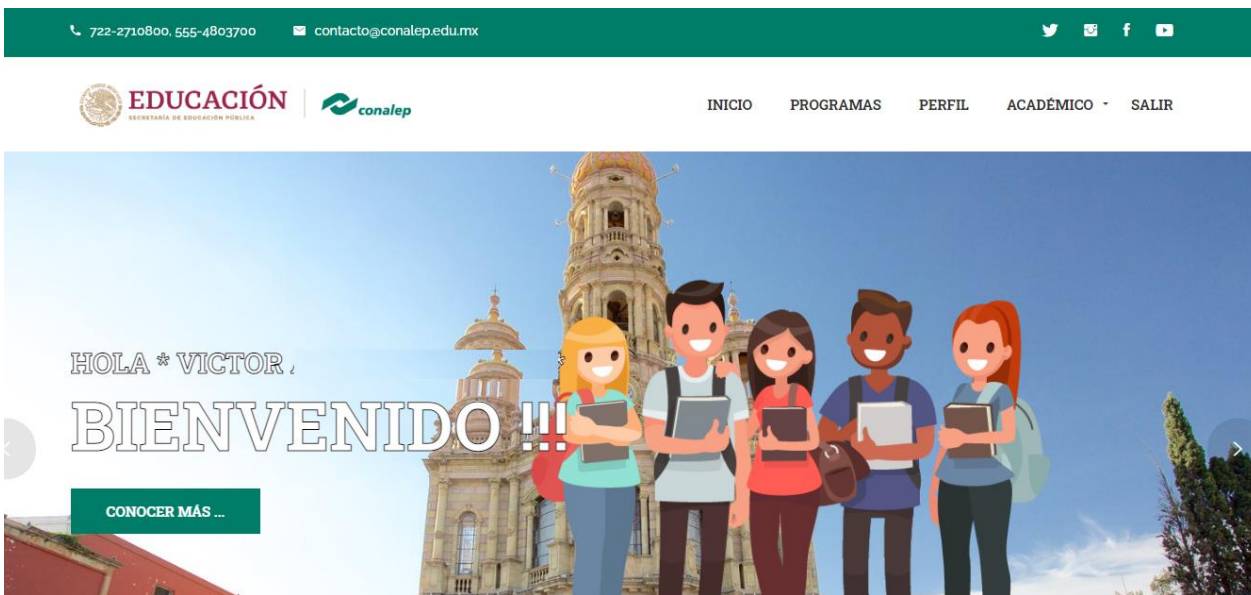 722-2710800, 555-4803700 contacto@conalep.edu.mx
EDUCACIÓN
SECRETARÍA DE EDUCACIÓN PÚBLICA
conalep
INICIO PROGRAMAS PERFIL ACADÉMICO SALIR
HOLA * VICTOR *
BIENVENIDO !!!
CONOCER MÁS ...